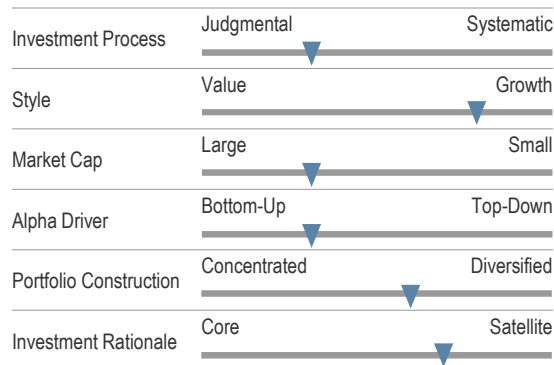 Investment Process Judgmental Systematic
Style Value Growth
Market Cap Large Small
Alpha Driver Bottom-Up Top-Down
Portfolio Construction Concentrated Diversified
Investment Rationale Core Satellite